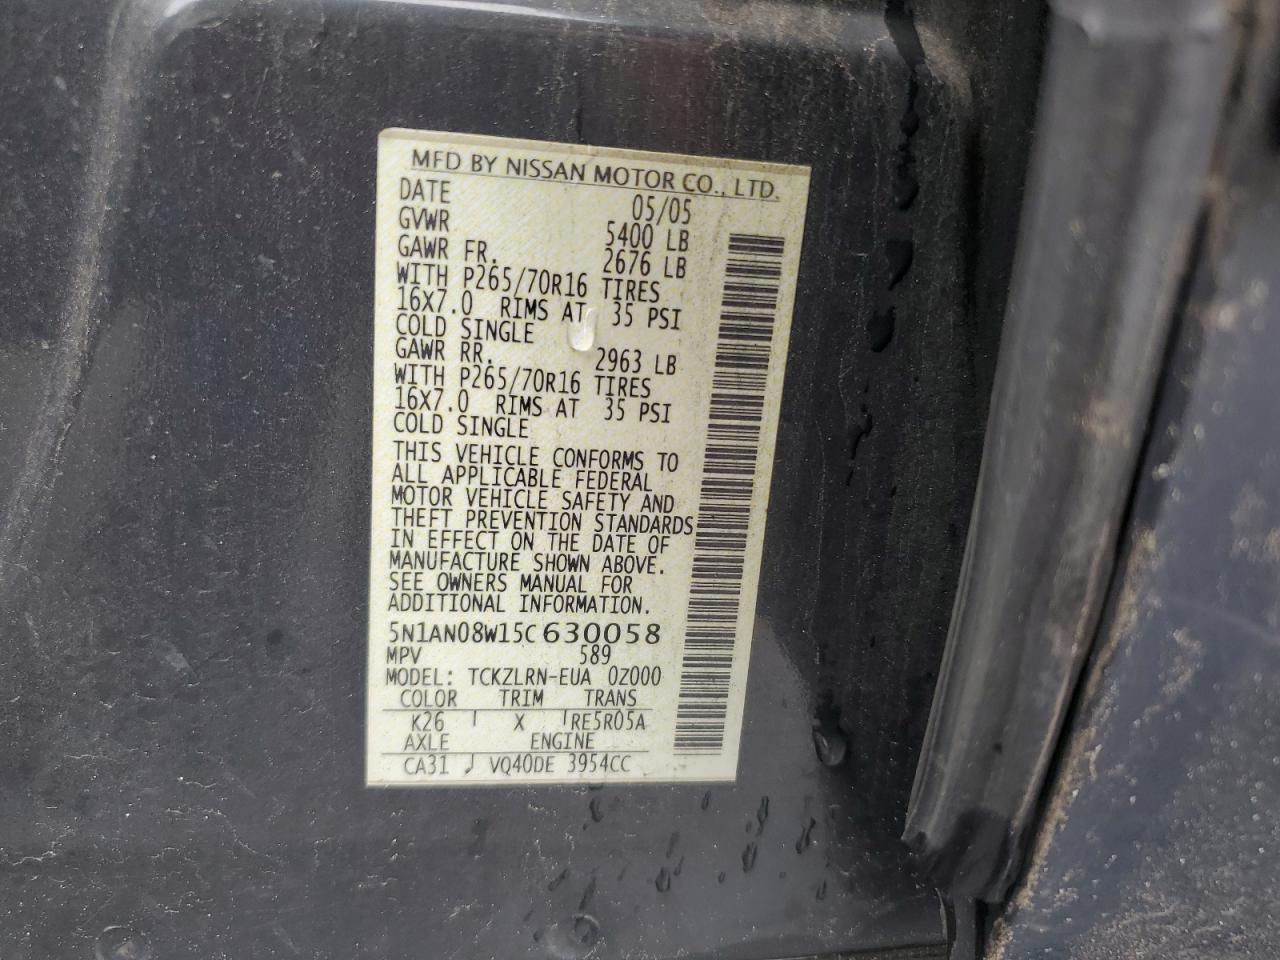 MFD BY NISSAN MOTOR CO., LTD.
DATE 05/05
GVWR 5400 LB
GAWR FR. 2676 LB
WITH P265/70R16 TIRES
16X7.0 RIMS AT 35 PSI
COLD SINGLE
GAWR RR. 2963 LB
WITH P265/70R16 TIRES
16X7.0 RIMS AT 35 PSI
COLD SINGLE
THIS VEHICLE CONFORMS TO
ALL APPLICABLE FEDERAL
MOTOR VEHICLE SAFETY AND
THEFT PREVENTION STANDARDS
IN EFFECT ON THE DATE OF
MANUFACTURE SHOWN ABOVE.
SEE OWNERS MANUAL FOR
ADDITIONAL INFORMATION.
5N1AN08W15C630058
MPV 589
MODEL: TCKZLRN-EUA 0Z000
COLOR TRIM TRANS
K26 X RE5R05A
AXLE ENGINE
CA31 VQ40DE 3954CC